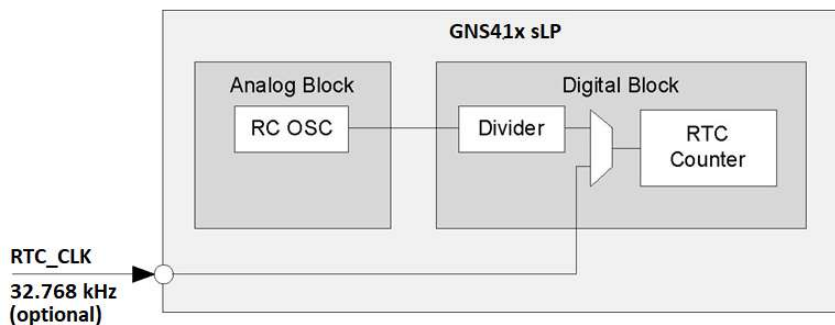 GNS41x sLP
Analog Block
Digital Block
RC OSC
Divider
RTC
Counter
RTC_CLK
32.768 kHz
(optional)